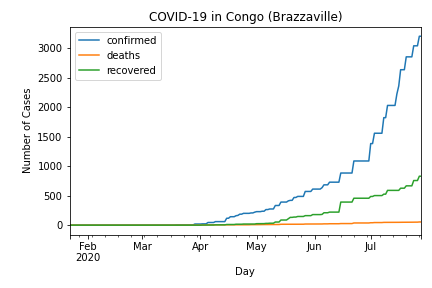 COVID-19 in Congo (Brazzaville)
confirmed
deaths
recovered
Number of Cases
3000
2500
2000
1500
1000
500
0
Feb Mar Apr May Jun Jul
2020
Day